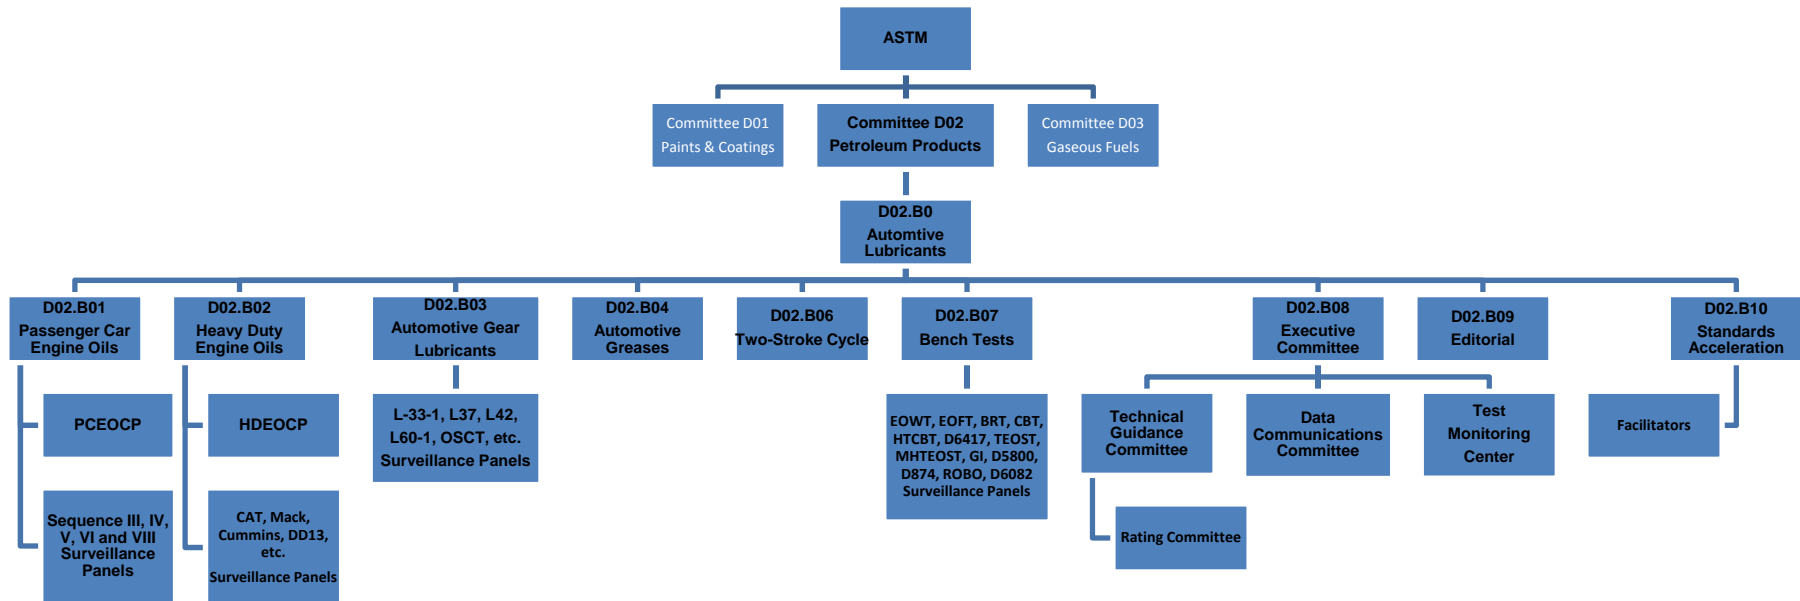 ASTM
Committee D01
Paints & Coatings
Committee D02
Petroleum Products
Committee D03
Gaseous Fuels
D02.B0
Automtive
Lubricants
D02.B01
Passenger Car
Engine Oils
D02.B02
Heavy Duty
Engine Oils
D02.B03
Automotive Gear
Lubricants
D02.B04
Automotive
Greases
D02.B06
Two-Stroke Cycle
D02.B07
Bench Tests
D02.B08
Executive
Committee
D02.B09
Editorial
D02.B10
Standards
Acceleration
PCEOCP
HDEOCP
L-33-1, L37, L42,
L60-1, OSCT, etc.
Surveillance Panels
EOWT, EOFT, BRT, CBT,
HTCBT, D6417, TEOST,
MHTEOST, GI, D5800,
D874, ROBO, D6082
Surveillance Panels
Technical
Guidance
Committee
Data
Communications
Committee
Test
Monitoring
Center
Facilitators
Sequence III, IV,
V, VI and VIII
Surveillance
Panels
CAT, Mack,
Cummins, DD13,
etc.
Surveillance Panels
Rating Committee